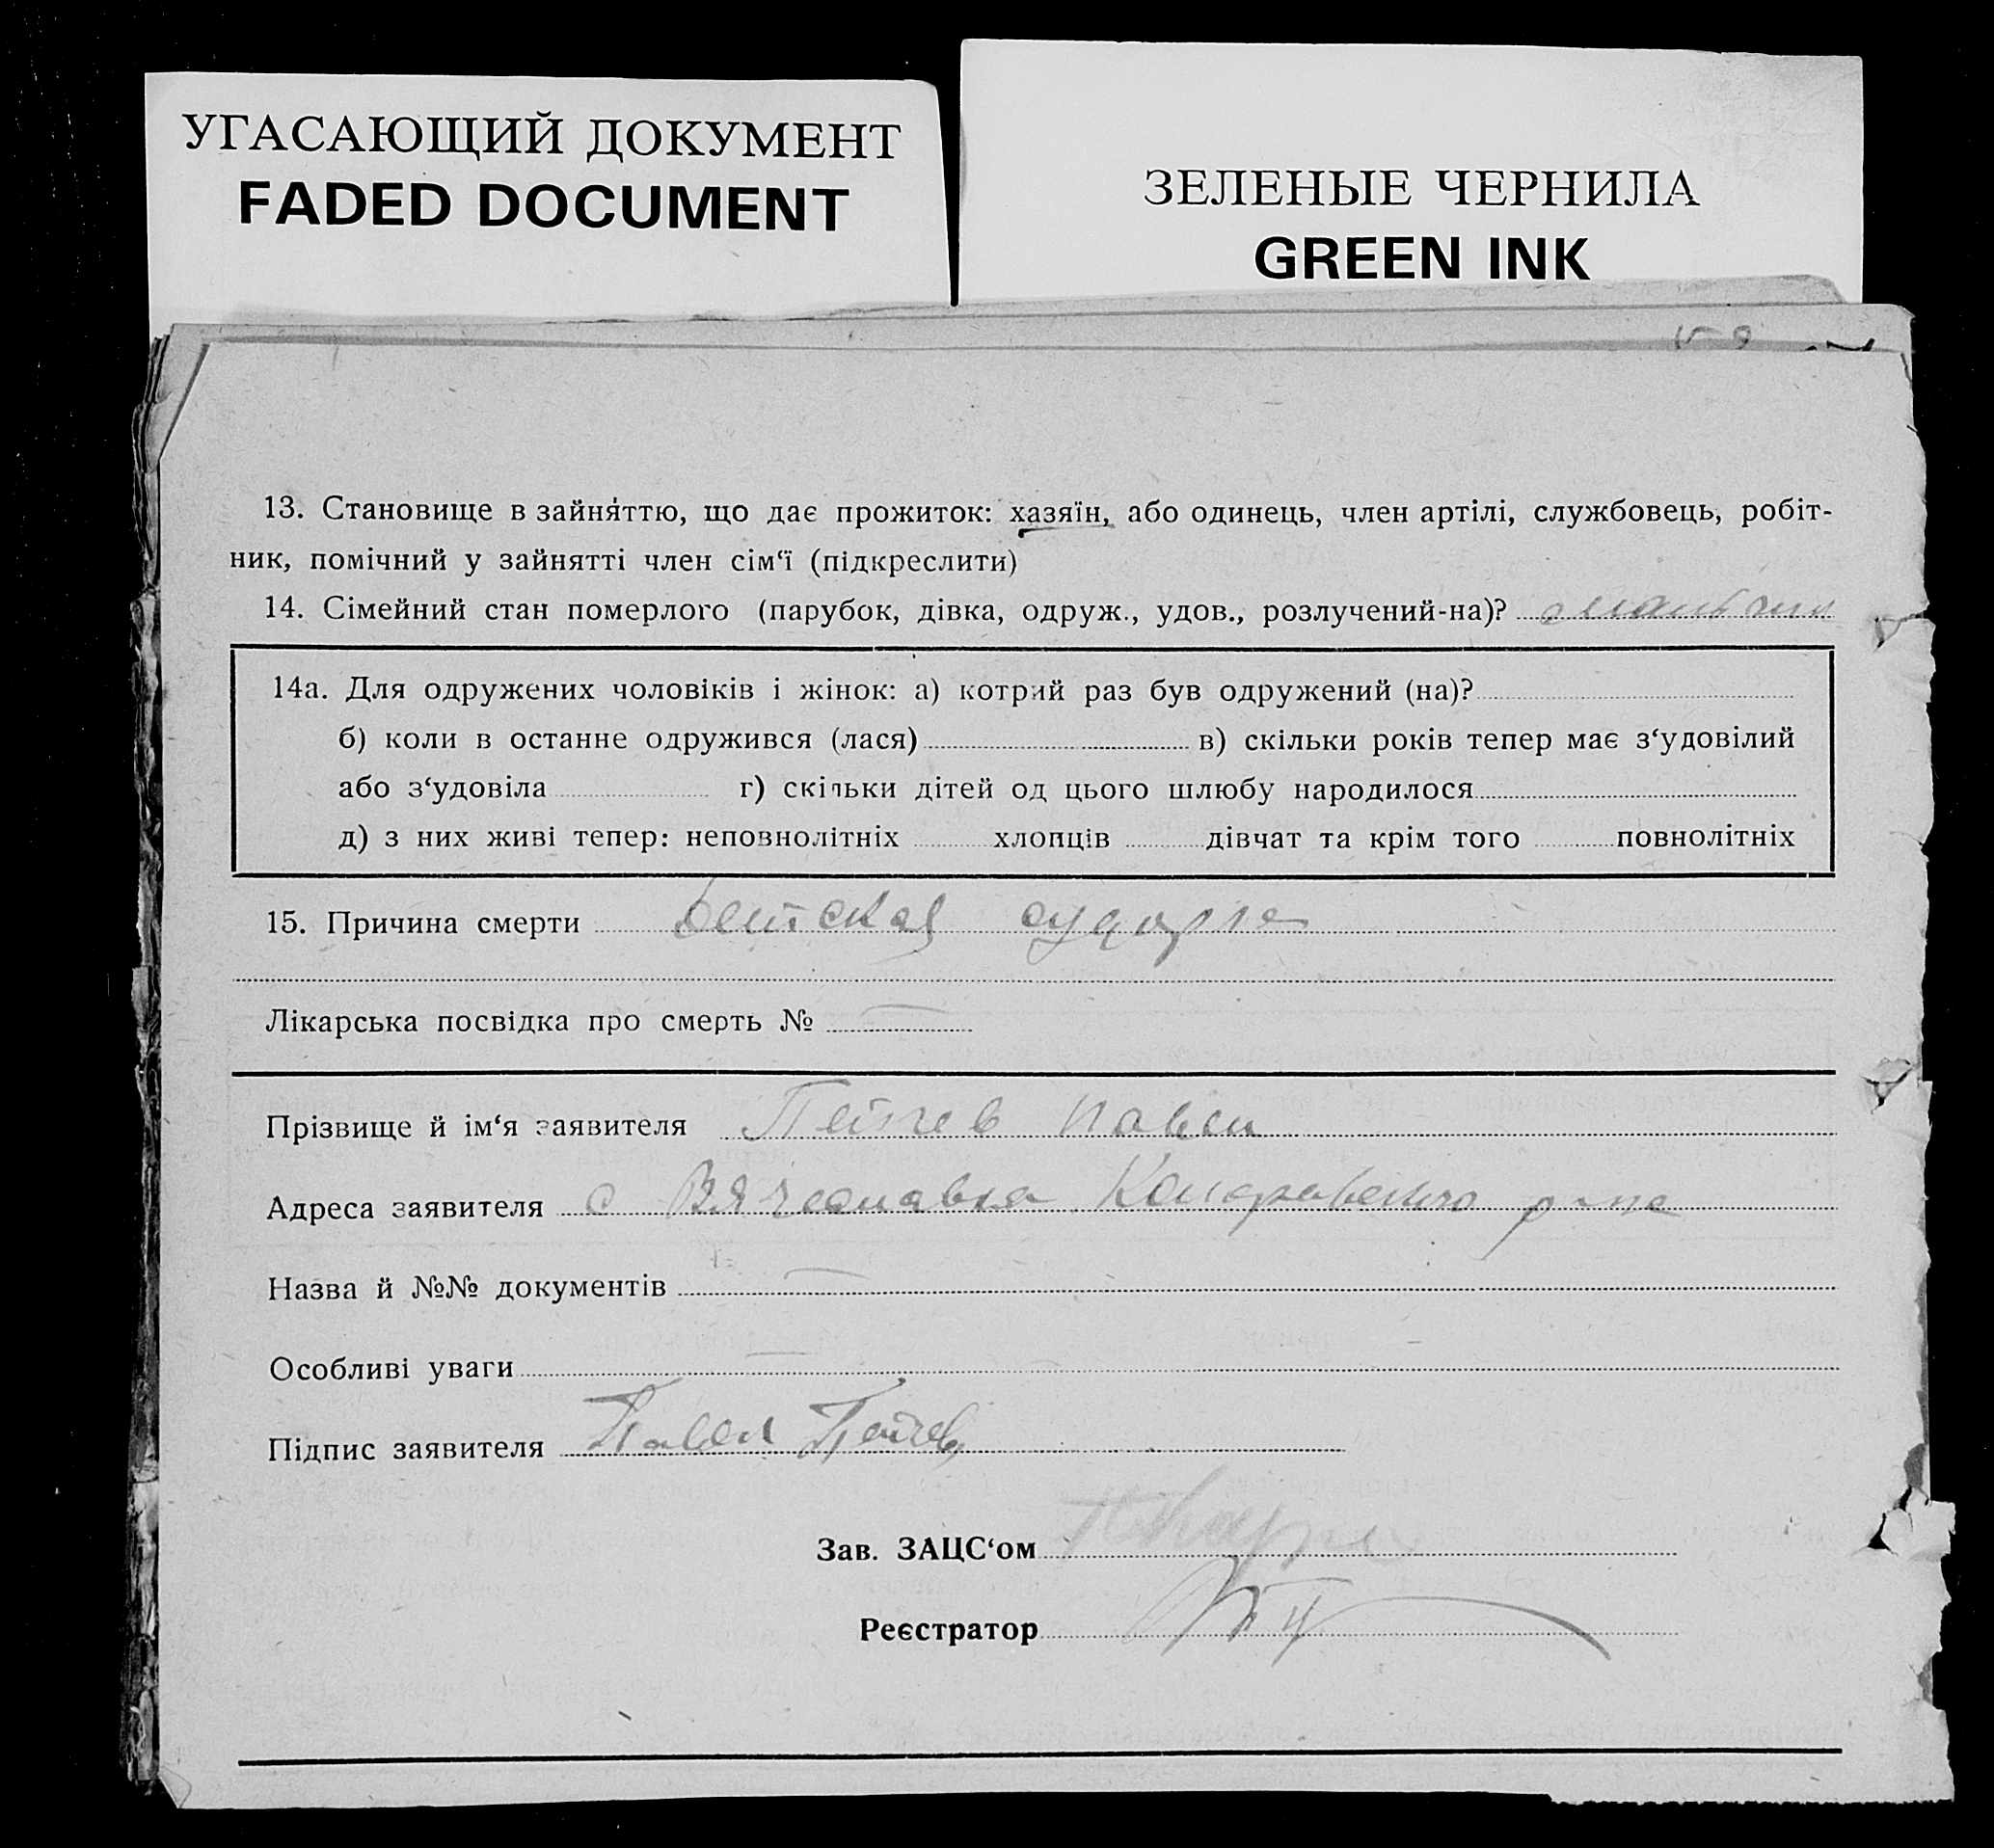 УГАСАЮЩИЙ ДОКУМЕНТ
FADED DOCUMENT
ЗЕЛЕНЫЕ ЧЕРНИЛА
GREEN INK
13. Становище в зайняттю, що дає прожиток: хазяїн, або одинець, член артілі, службовець, робіт-
ник, помічний у зайнятті член сім‘ї (підкреслити)
14. Сімейний стан померлого (парубок, дівка, одруж., удов., розлучений-на)?
14а. Для одружених чоловіків і жінок: а) котрий раз був одружений (на)?
б) коли в останне одружився (лася) в) скільки років тепер має з‘удовілий
або з‘удовіла г) скільки дітей од цього шлюбу народилося
д) з них живі тепер: неповнолітніх хлопців дівчат та крім того повнолітніх
15. Причина смерти Детская
Лікарська посвідка про смерть №
Прізвище й ім‘я заявителя Пейчев Павел
Адреса заявителя с Вячеславка
Назва й №№ документів
Особливі уваги
Підпис заявителя Павел Пейчев
Зав. ЗАЦС‘ом
Реєстратор